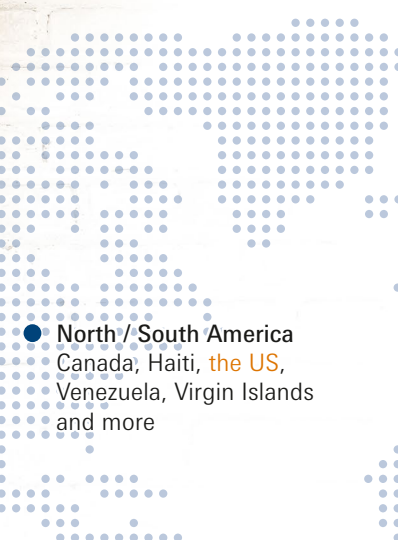 North / South America
Canada, Haiti, the US,
Venezuela, Virgin Islands
and more